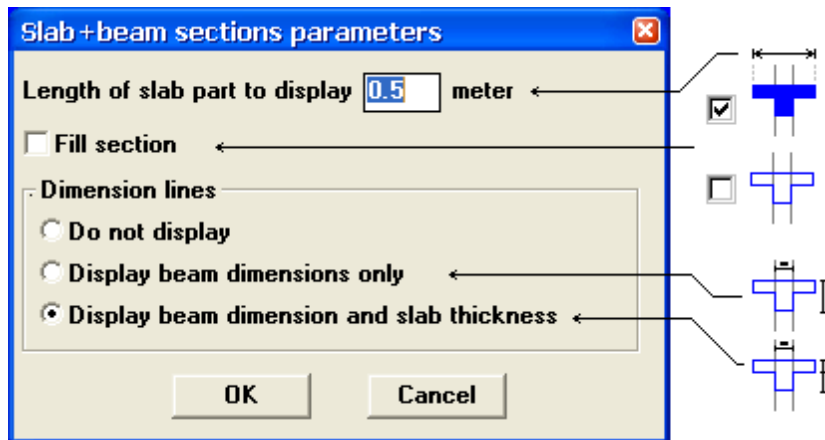 Slab+beam sections parameters
Length of slab part to display 0.5 meter
Fill section
Dimension lines
Do not display
Display beam dimensions only
Display beam dimension and slab thickness
OK Cancel